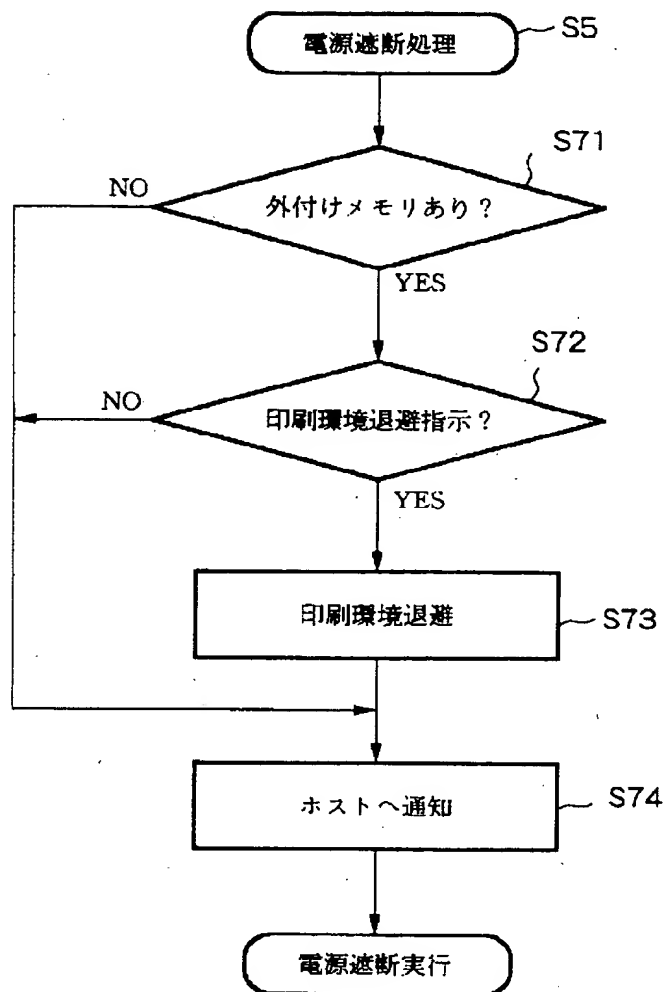 電源遮断処理
S5
S71
NO
外付けメモリあり?
YES
S72
NO
印刷環境退避指示?
YES
印刷環境退避
S73
ホストへ通知
S74
電源遮断実行